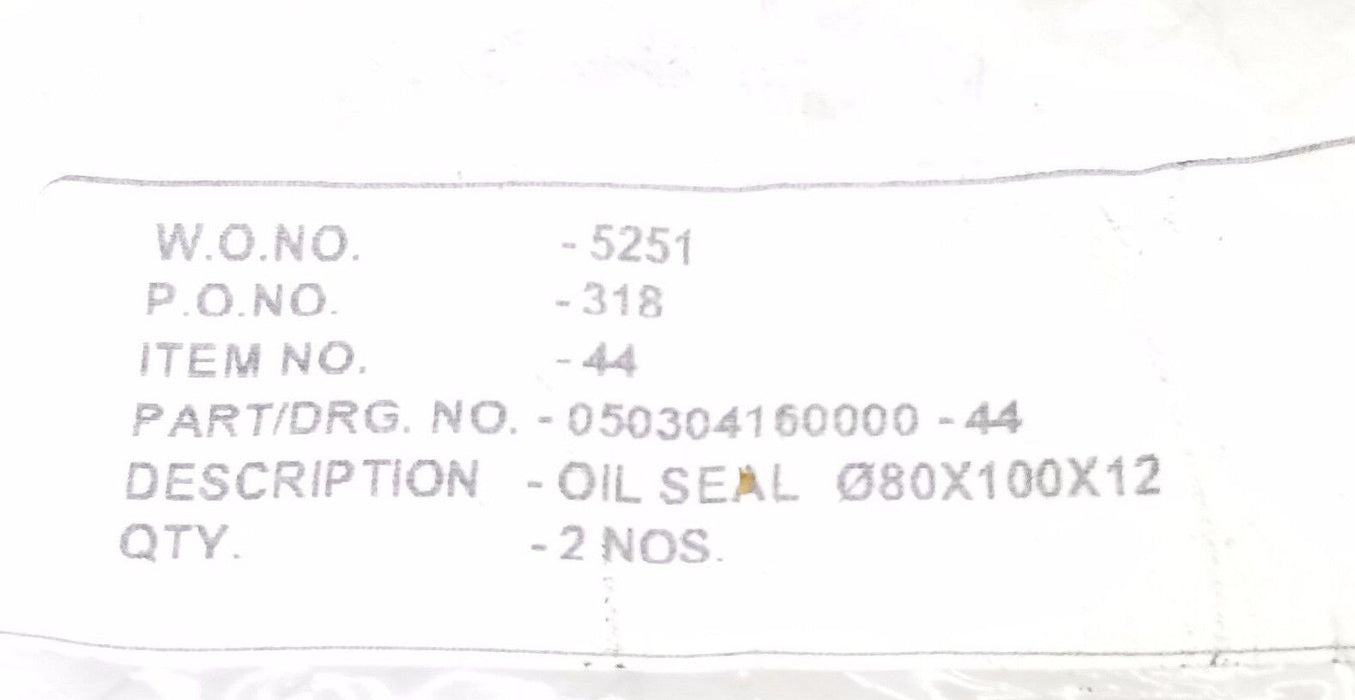 W.O.NO. - 5251
P.O.NO. - 318
ITEM NO. - 44
PART/DRG. NO. - 050304160000 - 44
DESCRIPTION - OIL SEAL Ø80X100X12
QTY. - 2 NOS.